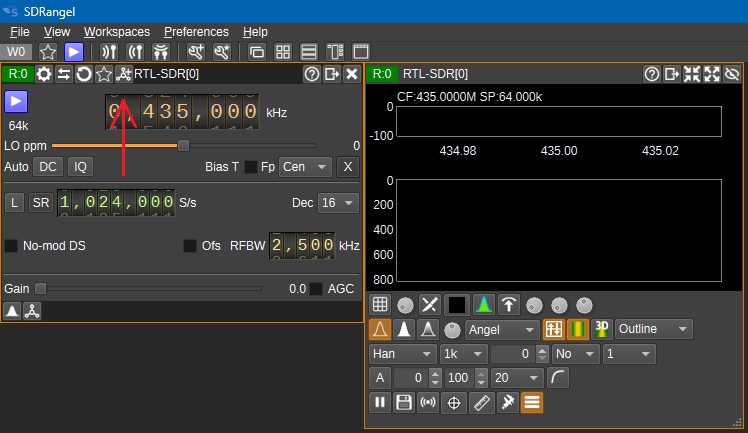 SDRangel
File View Workspaces Preferences Help
W0
R:0 RTL-SDR[0]
0,435,000 kHz
64k
LO ppm 0
Auto DC IQ Bias T Fp Cen X
L SR 1,024,000 S/s Dec 16
No-mod DS Ofs RFBW 2,500 kHz
Gain 0.0 AGC
R:0 RTL-SDR[0]
CF:435.0000M SP:64.000k
0
-100
434.98 435.00 435.02
0
200
400
600
800
Angel 3D Outline
Han 1k 0 No 1
A 0 100 20